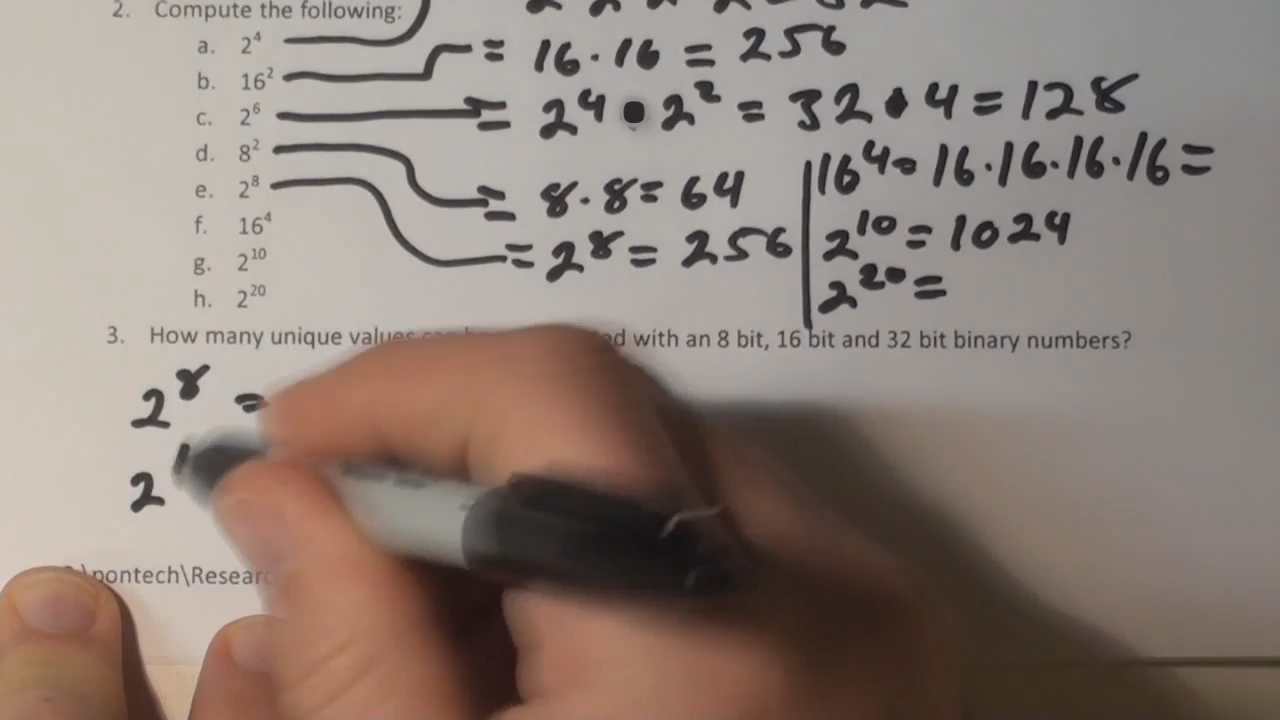 2. Compute the following:
a. 2⁴
= 16 · 16 = 256
b. 16²
c. 2⁶ = 2⁴ · 2² = 32 · 4 = 128
d. 8² = 8 · 8 = 64
16⁴ = 16 · 16 · 16 · 16 =
e. 2⁸ = 2⁸ = 256
2¹⁰ = 1024
f. 16⁴
g. 2¹⁰
2²⁰ =
h. 2²⁰
3. How many unique values with an 8 bit, 16 bit and 32 bit binary numbers?
2⁸ =
2
\pontech\Researc